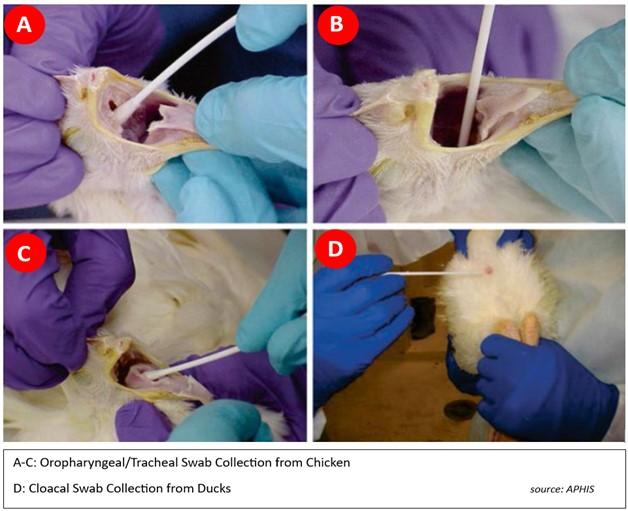 A
B
C
D
A-C: Oropharyngeal/Tracheal Swab Collection from Chicken
D: Cloacal Swab Collection from Ducks
source: APHIS